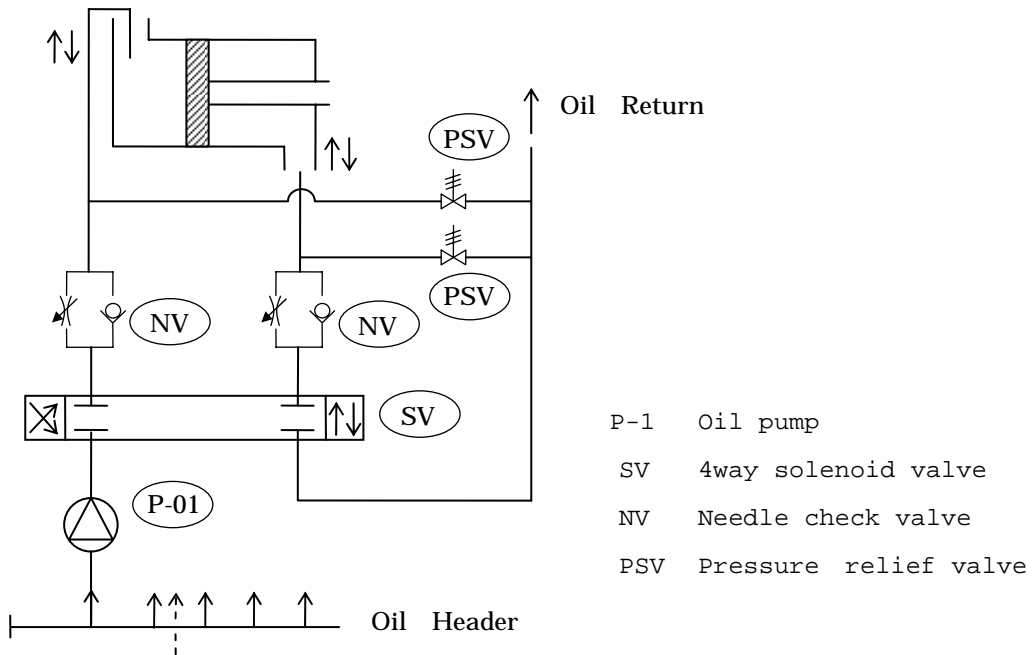 PSV
Oil Return
PSV
NV
NV
SV
P-01
Oil Header
P-1 Oil pump
SV 4way solenoid valve
NV Needle check valve
PSV Pressure relief valve